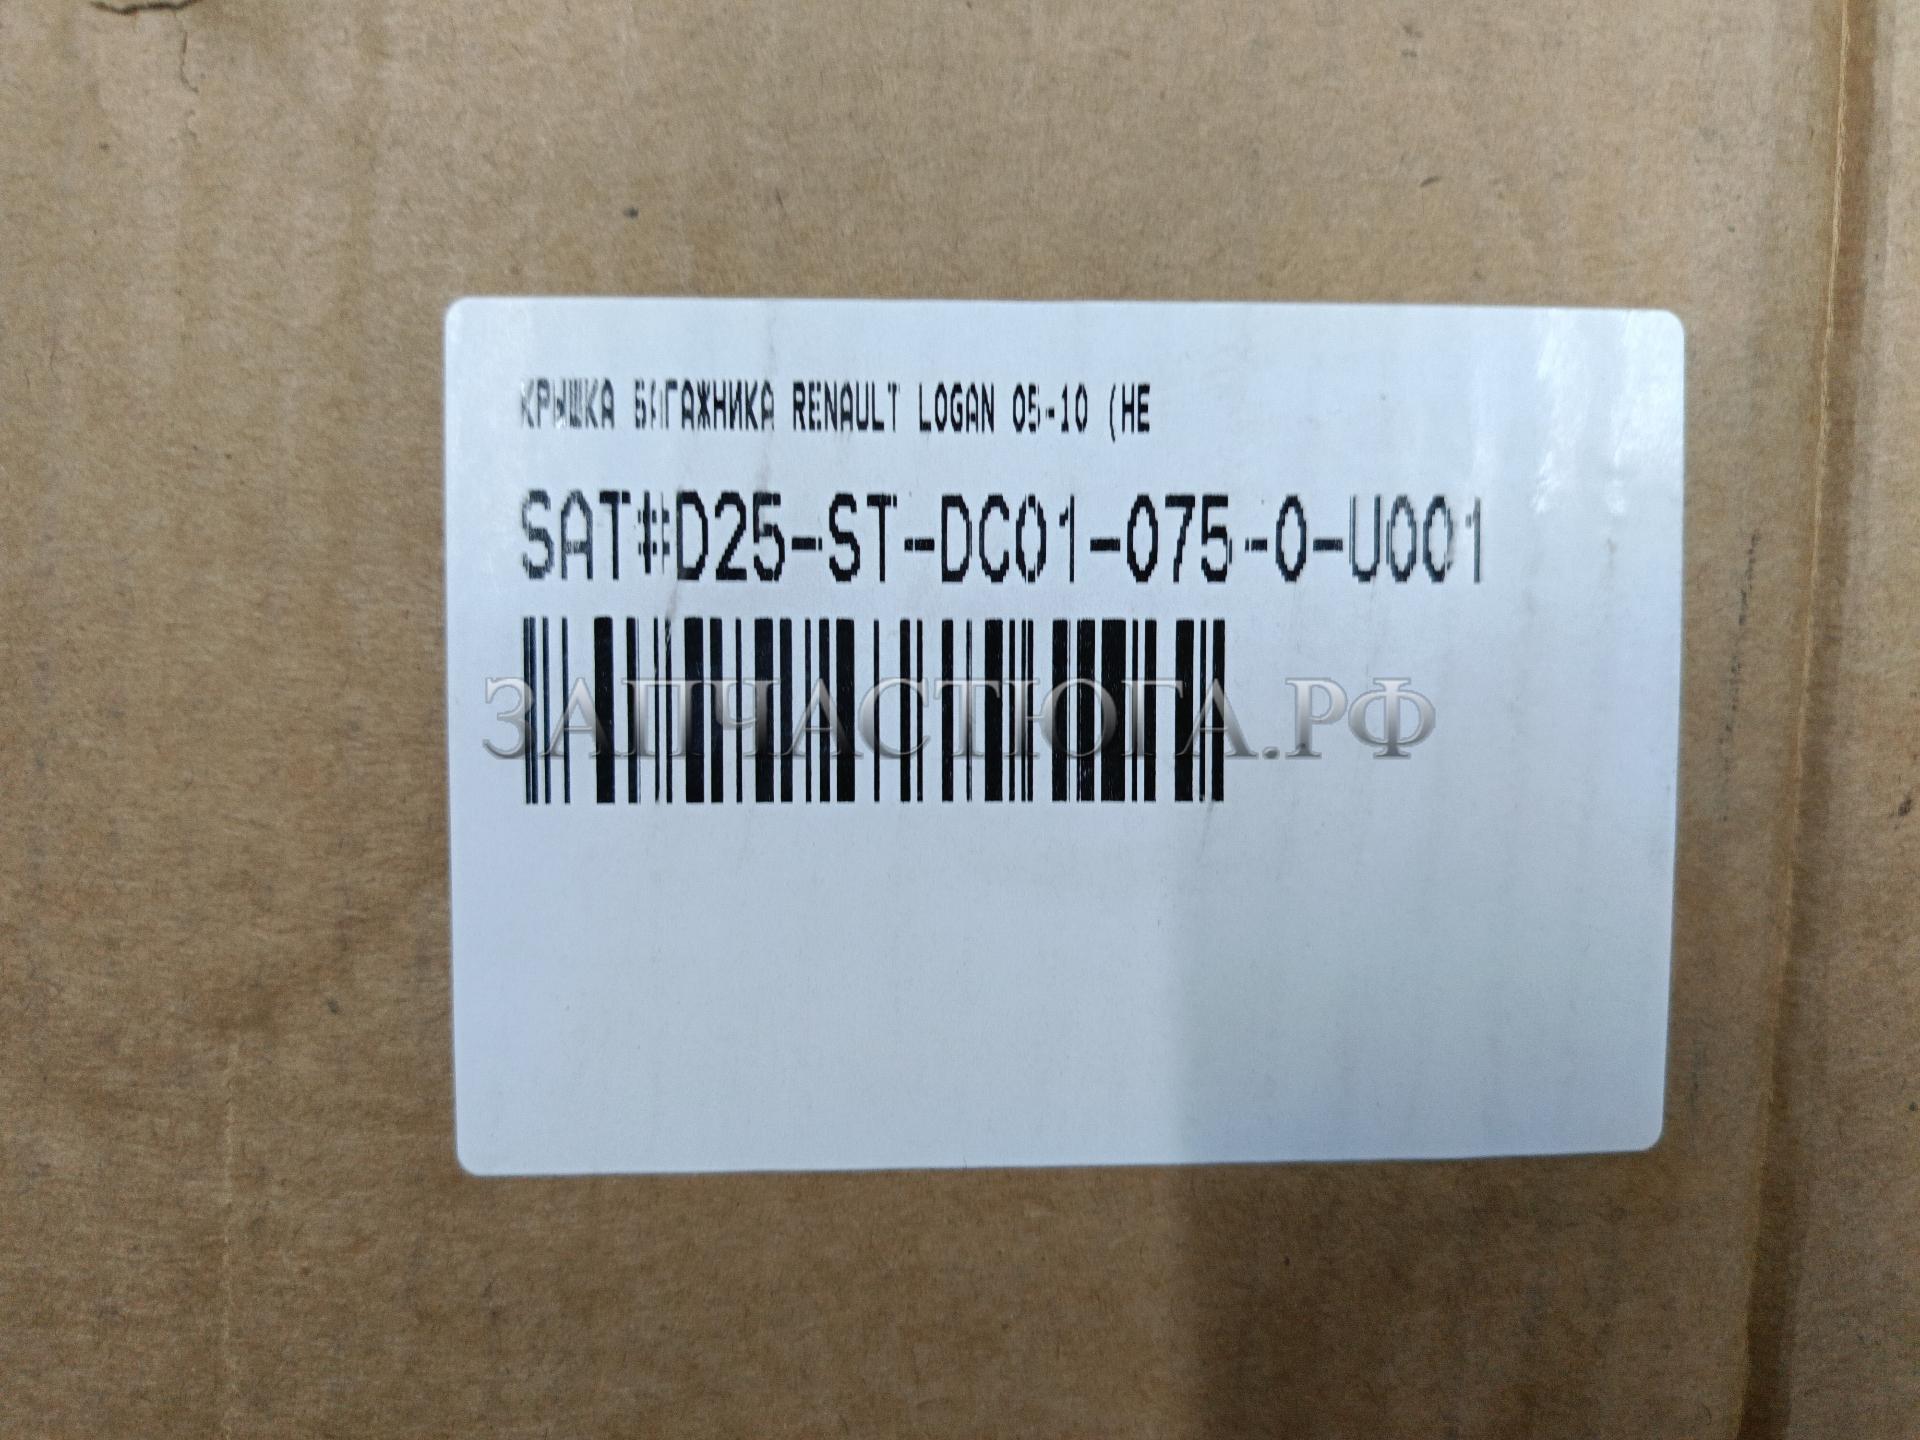 КРЫШКА БАГАЖНИКА RENAULT LOGAN 05-10 (НЕ
SAT#D25-ST-DC01-075-0-U001
ЗАПЧАСТЮГА.РФ